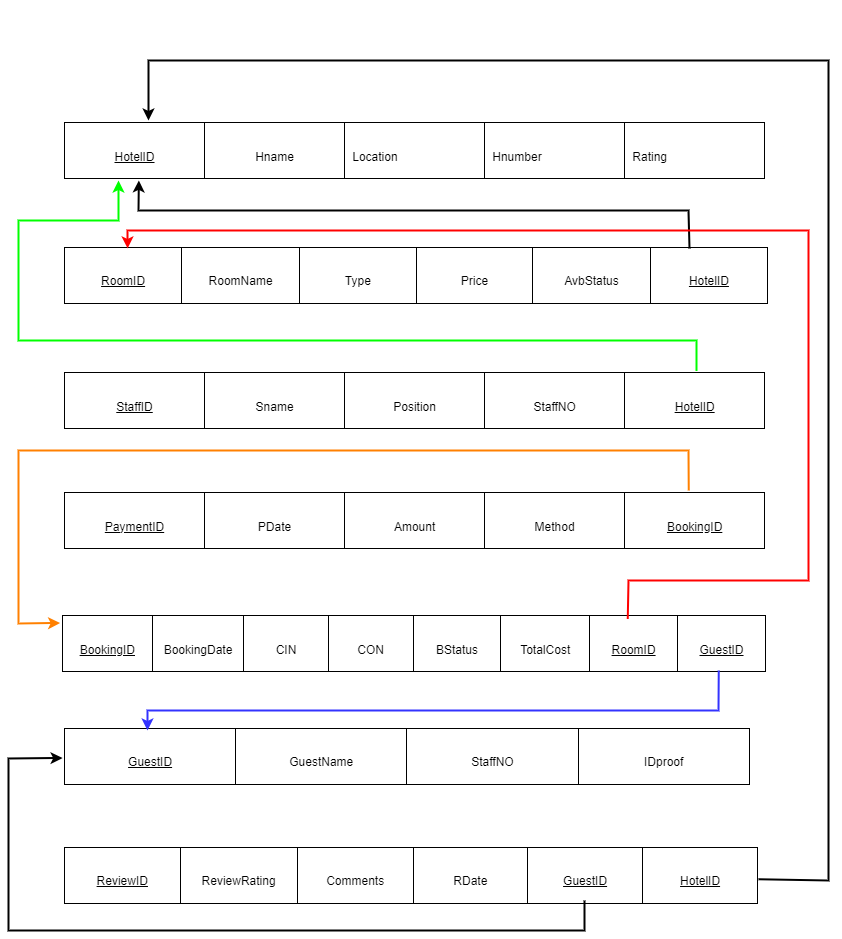 HotelID Hname Location Hnumber Rating
RoomID RoomName Type Price AvbStatus HotelID
StaffID Sname Position StaffNO HotelID
PaymentID PDate Amount Method BookingID
BookingID BookingDate CIN CON BStatus TotalCost RoomID GuestID
GuestID GuestName StaffNO IDproof
ReviewID ReviewRating Comments RDate GuestID HotelID